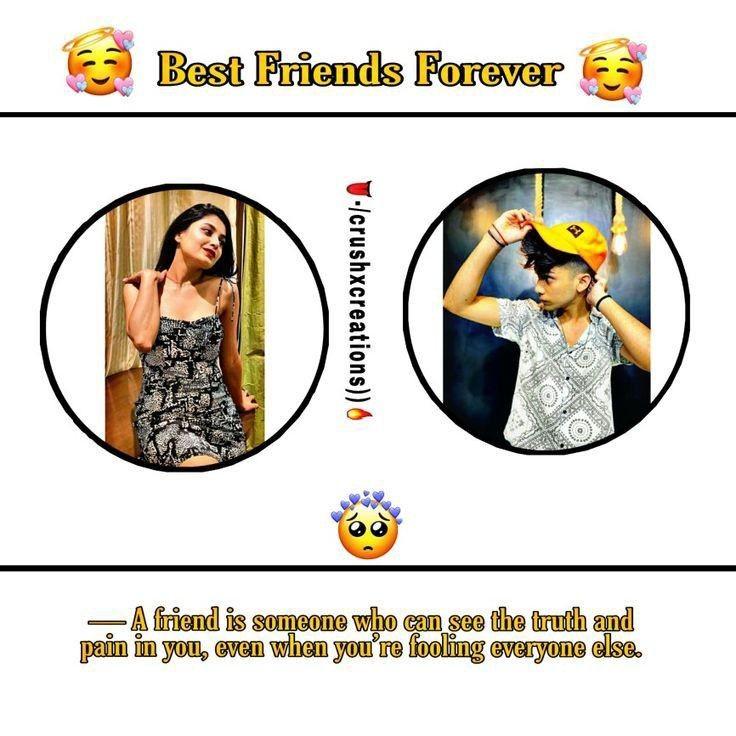 Best Friends Forever
-/crushxcreations))
— A friend is someone who can see the truth and
pain in you, even when you're fooling everyone else.